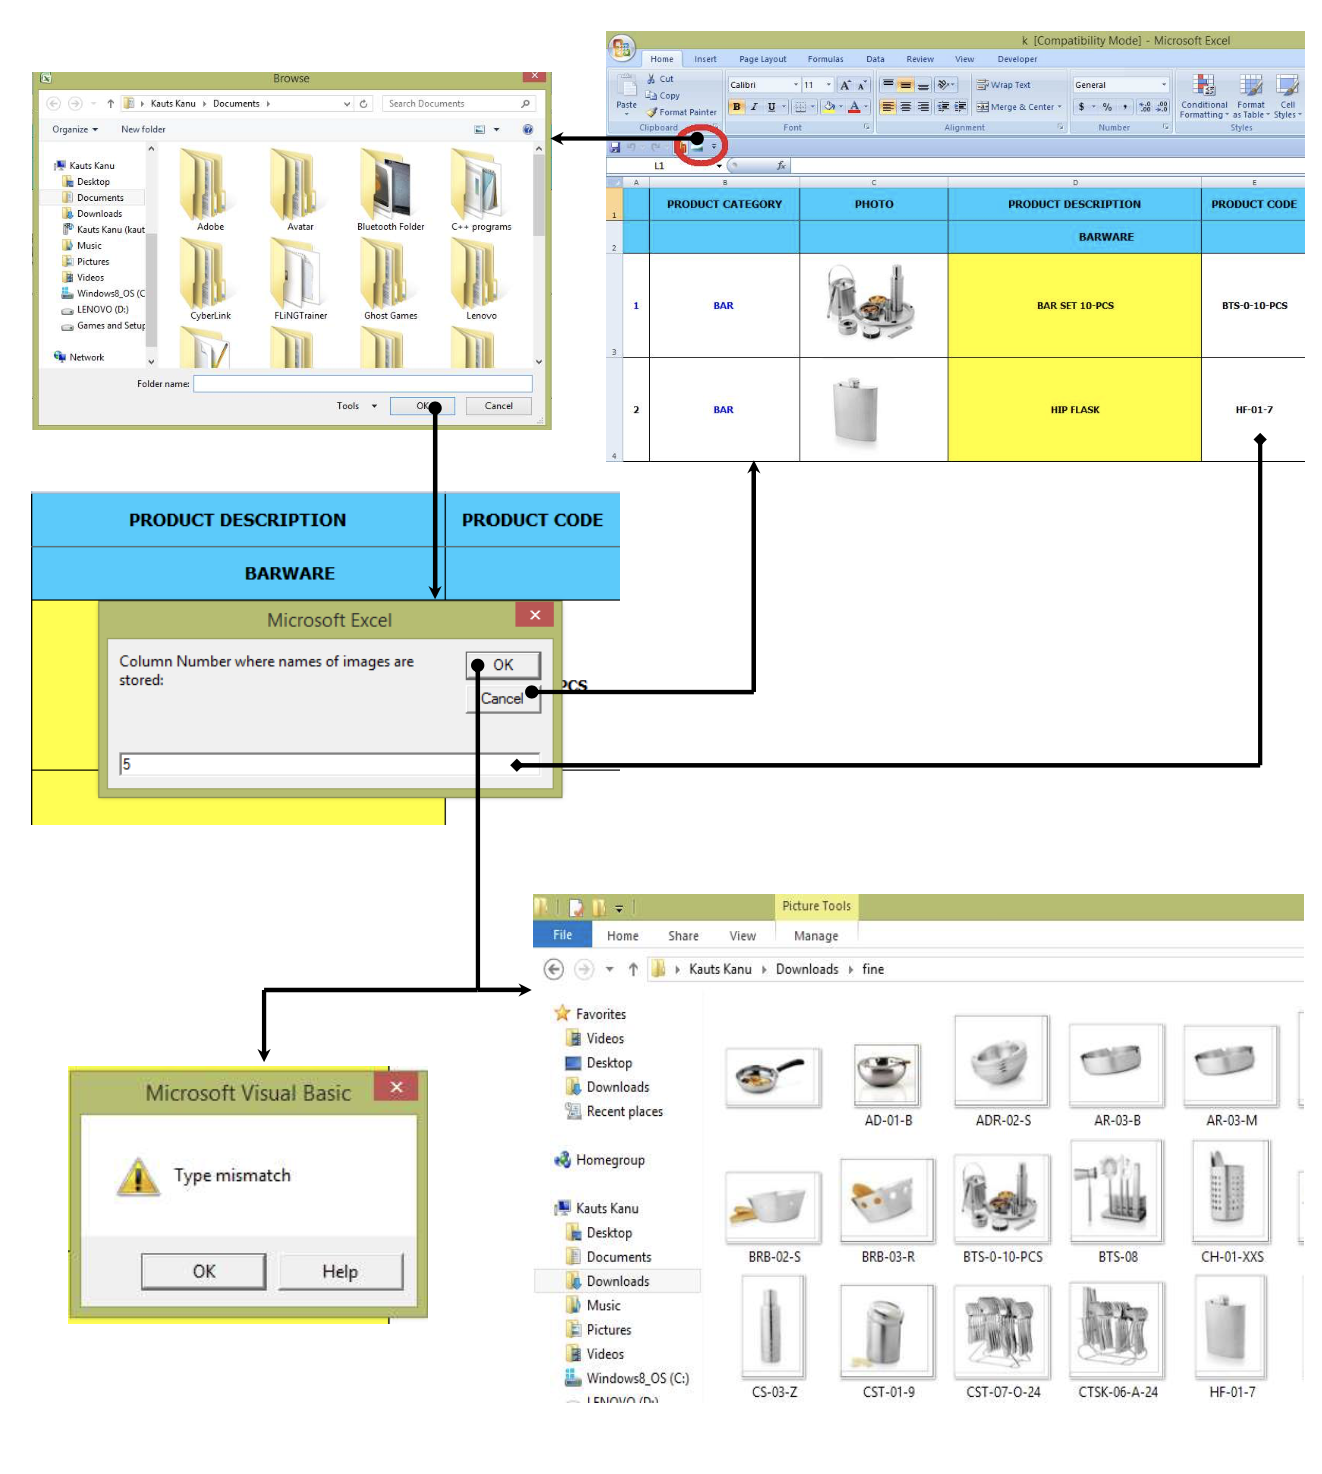 Browse
Kauts Kanu Documents
Search Documents
Organize New folder
Kauts Kanu
Desktop
Documents
Downloads
Kauts Kanu (kaut
Music
Pictures
Videos
Windows8_OS (C
LENOVO (D:)
Games and Setup
Network
Adobe Avatar Bluetooth Folder C++ programs
CyberLink FLiNGTrainer Ghost Games Lenovo
Folder name:
Tools OK Cancel
k [Compatibility Mode] - Microsoft Excel
Home Insert Page Layout Formulas Data Review View Developer
Paste
Cut
Copy
Format Painter
Clipboard
Calibri 11
B I U
Font
Wrap Text
Merge & Center
Alignment
General
$ % ,
Number
Conditional Formatting
Format as Table
Cell Styles
Styles
L1 fx
A B C D E
1 PRODUCT CATEGORY PHOTO PRODUCT DESCRIPTION PRODUCT CODE
2 BARWARE
3 1 BAR BAR SET 10-PCS BTS-0-10-PCS
4 2 BAR HIP FLASK HF-01-7
PRODUCT DESCRIPTION PRODUCT CODE
BARWARE
PCS
Microsoft Excel
Column Number where names of images are
stored:
OK
Cancel
5
Microsoft Visual Basic
Type mismatch
OK Help
Picture Tools
File Home Share View Manage
Kauts Kanu Downloads fine
Favorites
Videos
Desktop
Downloads
Recent places
Homegroup
Kauts Kanu
Desktop
Documents
Downloads
Music
Pictures
Videos
Windows8_OS (C:)
LENOVO (D:)
AD-01-B ADR-02-S AR-03-B AR-03-M
BRB-02-S BRB-03-R BTS-0-10-PCS BTS-08 CH-01-XXS
CS-03-Z CST-01-9 CST-07-O-24 CTSK-06-A-24 HF-01-7